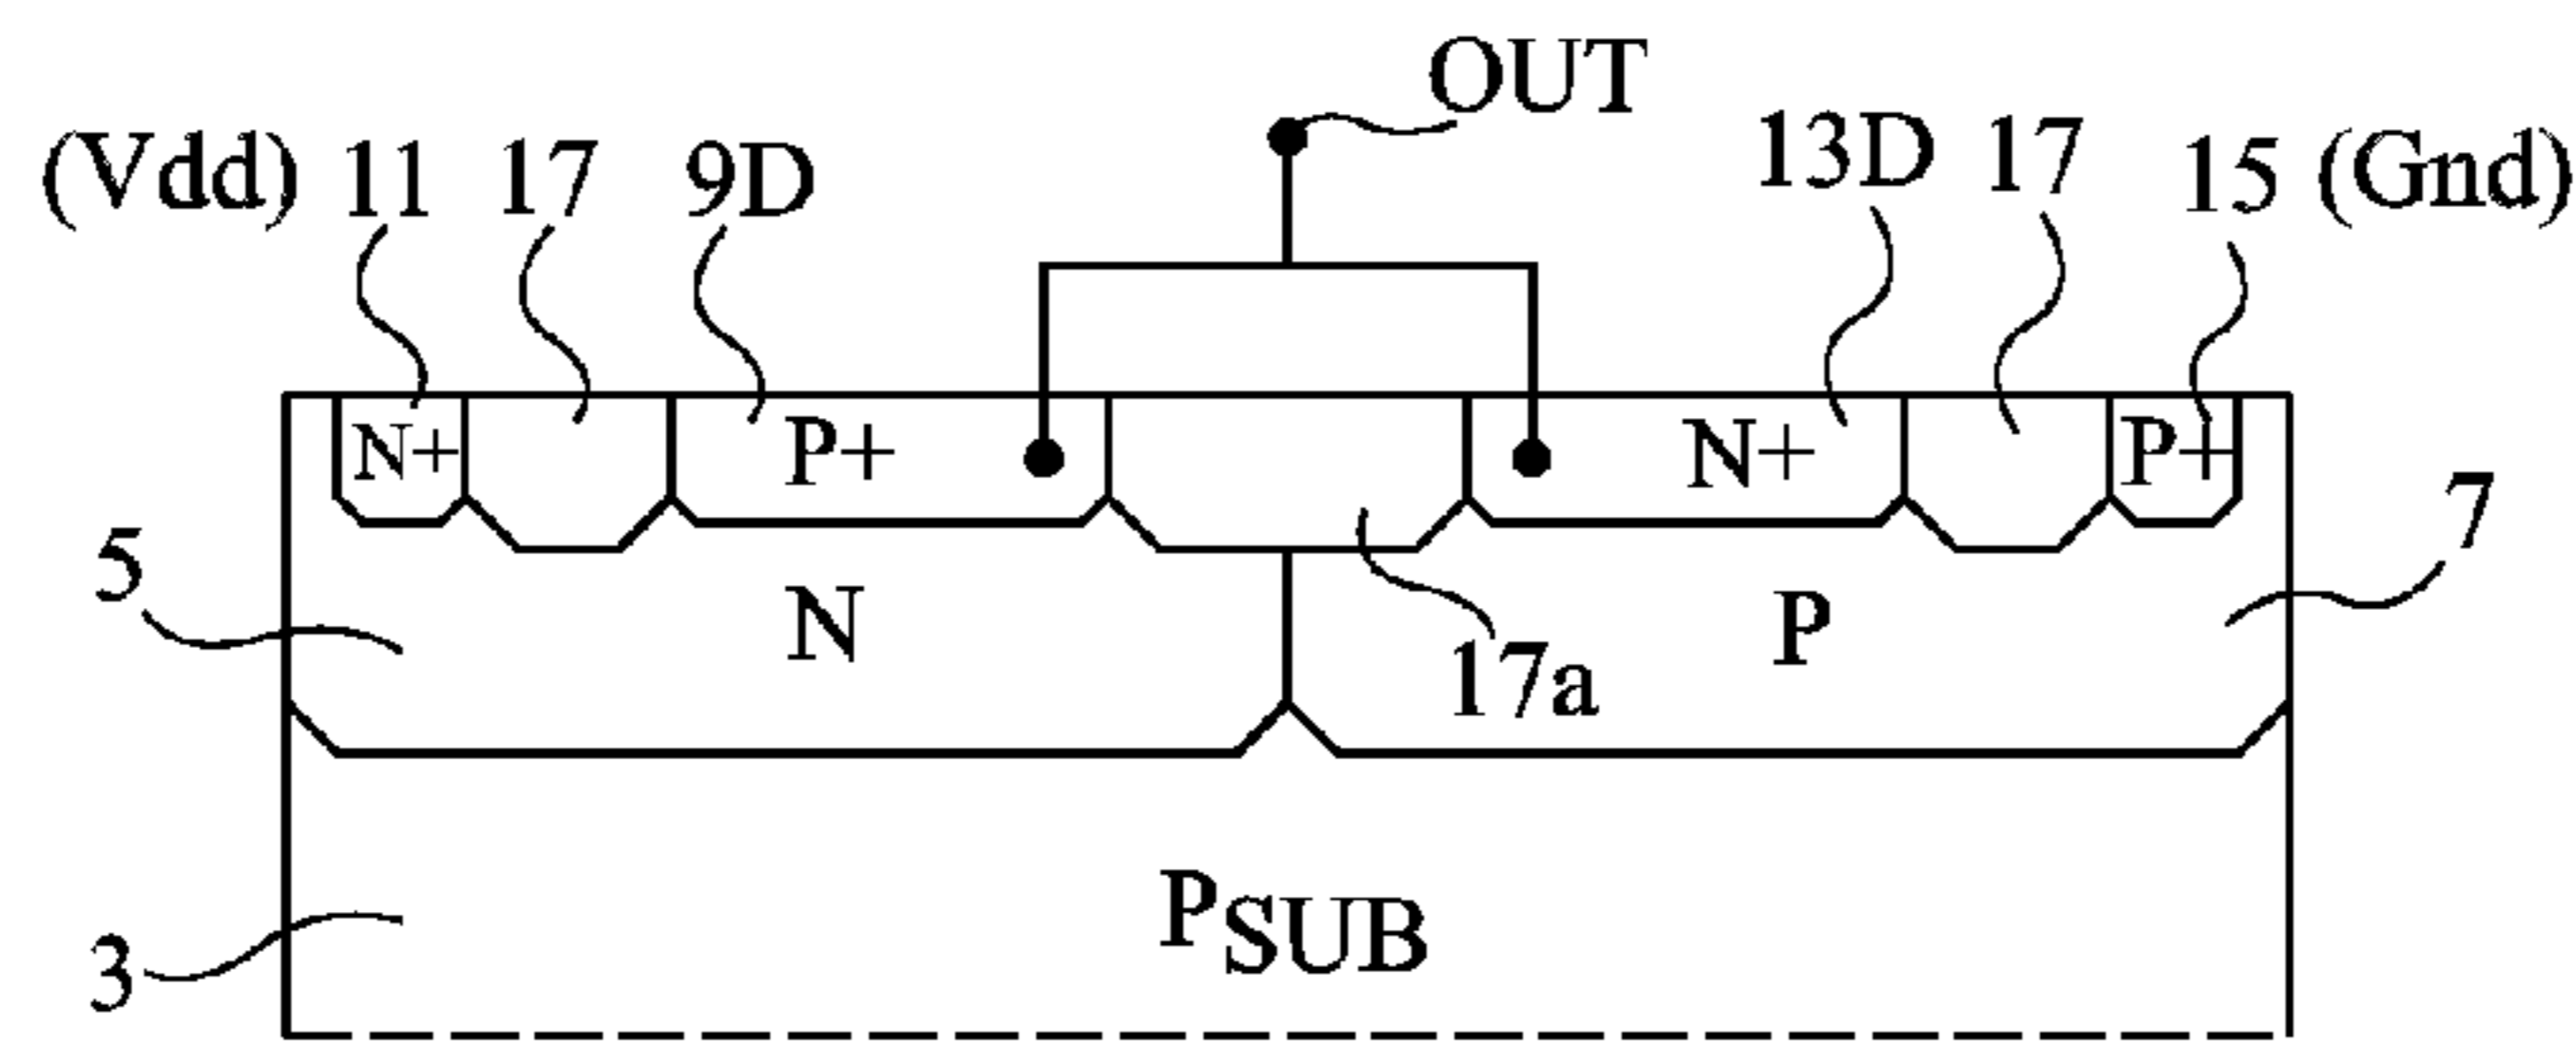 OUT
(Vdd) 11 17 9D 13D 17 15 (Gnd)
N+ P+ N+ P+
5 N P 7
17a
3 PSUB